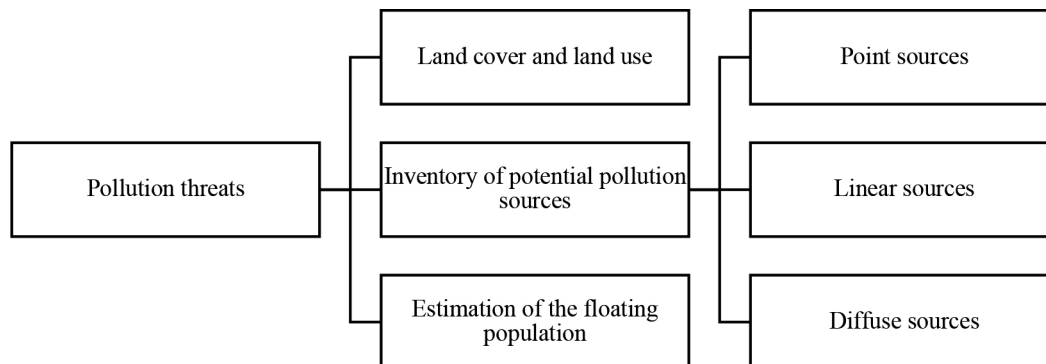 Pollution threats
Land cover and land use
Inventory of potential pollution
sources
Estimation of the floating
population
Point sources
Linear sources
Diffuse sources